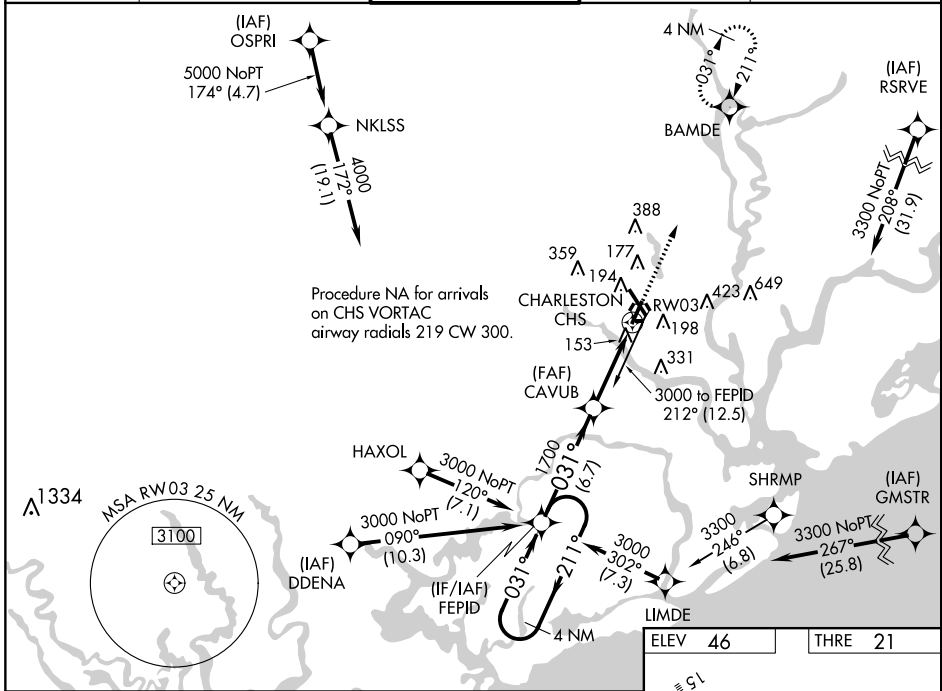 (IAF)
OSPRI
5000 NoPT
174° (4.7)
NKLSS
4000
172°
(19.1)
4 NM
031°
211°
BAMDE
(IAF)
RSRVE
3300 NoPT
208°
(31.9)
Procedure NA for arrivals
on CHS VORTAC
airway radials 219 CW 300.
388
359
177
194
CHARLESTON
CHS
RW03
423
649
198
153
331
(FAF)
CAVUB
3000 to FEPID
212° (12.5)
HAXOL
3000 NoPT
120°
(7.1)
1700
031°
(6.7)
SHRMP
(IAF)
GMSTR
1334
MSA RW03 25 NM
3100
3000 NoPT
090°
(10.3)
(IAF)
DDENA
(IF/IAF)
FEPID
031°
211°
4 NM
3000
302°
(7.3)
LIMDE
3300
246°
(6.8)
3300 NoPT
267°
(25.8)
ELEV 46
THRE 21
15